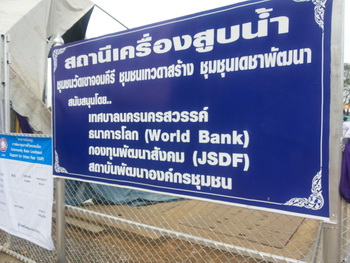 สถานีเครื่องสูบน้ำ
ชุมชนวัดเขาจอมคีรี ชุมชนเทวดาสร้าง ชุมชุนเดชาพัฒนา
สนับสนุนโดย..
เทศบาลนครนครสวรรค์
ธนาคารโลก (World Bank)
กองทุนพัฒนาสังคม (JSDF)
สถาบันพัฒนาองค์กรชุมชน